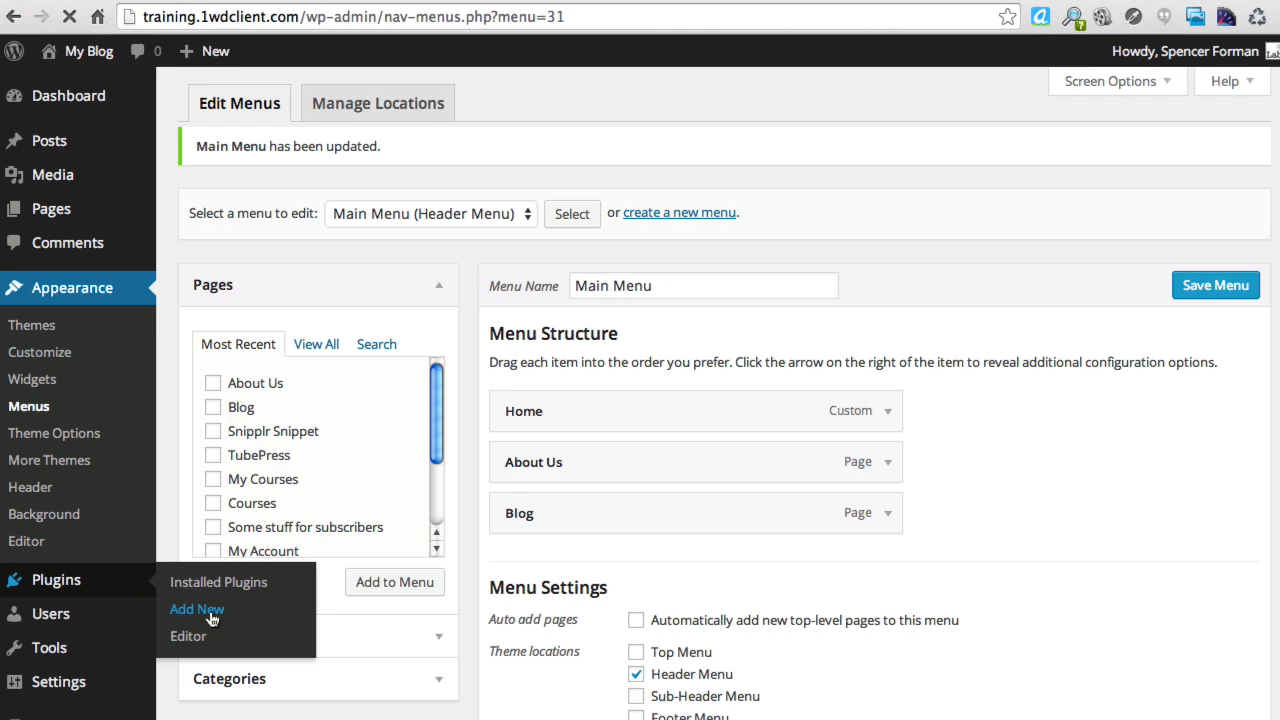 training.1wdclient.com/wp-admin/nav-menus.php?menu=31
My Blog 0 New Howdy, Spencer Forman
Screen Options Help
Dashboard
Posts
Media
Pages
Comments
Appearance
Themes
Customize
Widgets
Menus
Theme Options
More Themes
Header
Background
Editor
Plugins
Users
Tools
Settings
Installed Plugins
Add New
Editor
Edit Menus Manage Locations
Main Menu has been updated.
Select a menu to edit: Main Menu (Header Menu) Select or create a new menu.
Pages
Most Recent View All Search
About Us
Blog
Snipplr Snippet
TubePress
My Courses
Courses
Some stuff for subscribers
My Account
Add to Menu
Categories
Menu Name Main Menu Save Menu
Menu Structure
Drag each item into the order you prefer. Click the arrow on the right of the item to reveal additional configuration options.
Home Custom
About Us Page
Blog Page
Menu Settings
Auto add pages Automatically add new top-level pages to this menu
Theme locations Top Menu
Header Menu
Sub-Header Menu
Footer Menu